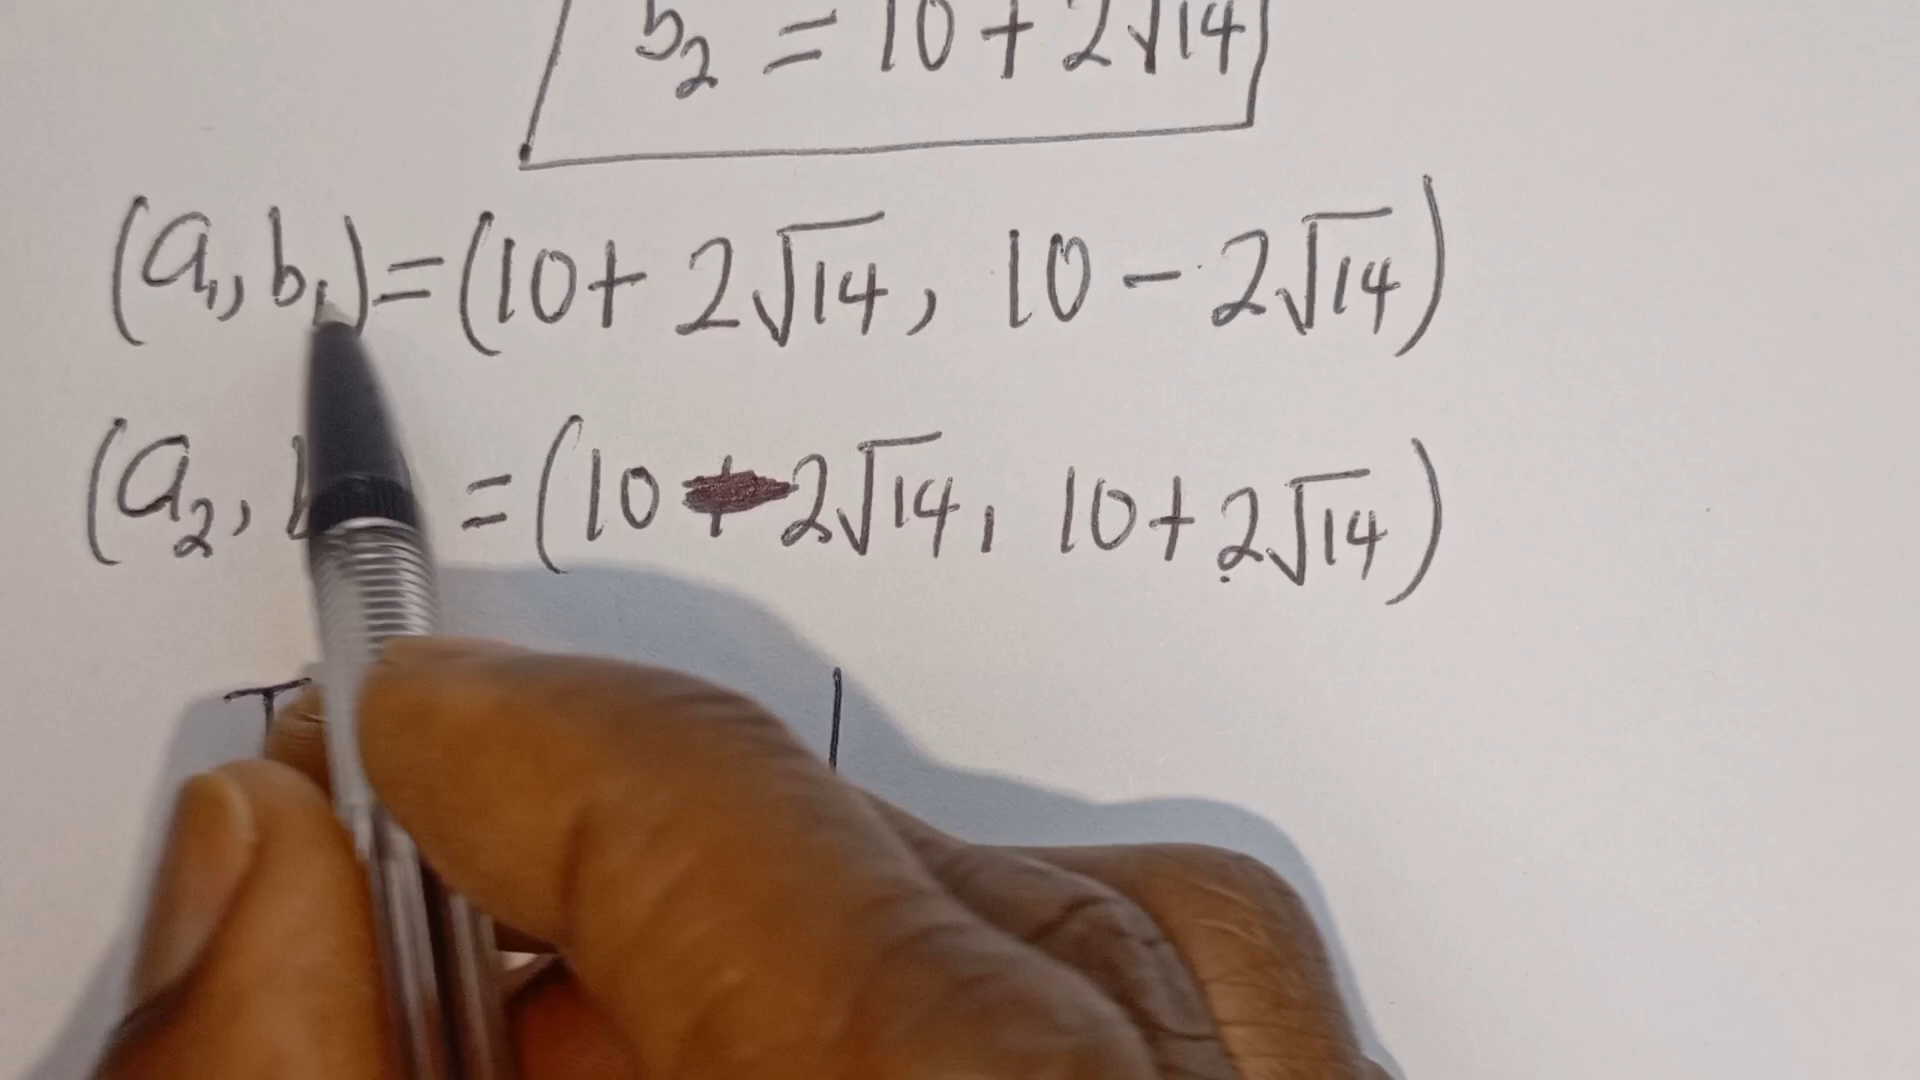 b₂ = 10 + 2√14
(a₁, b₁) = (10 + 2√14, 10 - 2√14)
(a₂, b = (10 - 2√14, 10 + 2√14)